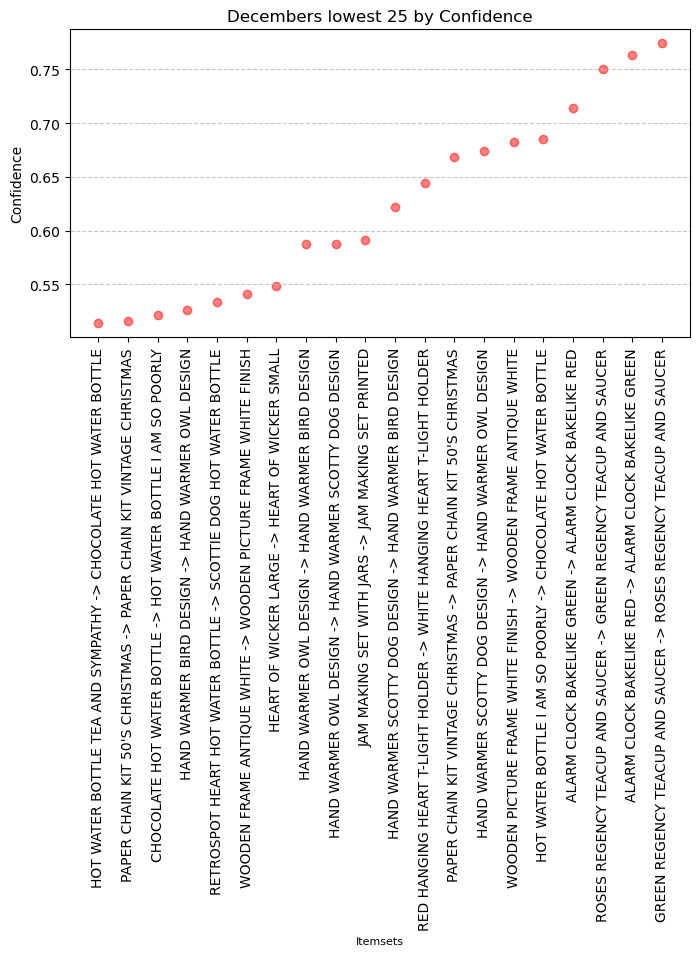 Decembers lowest 25 by Confidence
Confidence
0.75
0.70
0.65
0.60
0.55
HOT WATER BOTTLE TEA AND SYMPATHY -> CHOCOLATE HOT WATER BOTTLE
PAPER CHAIN KIT 50'S CHRISTMAS -> PAPER CHAIN KIT VINTAGE CHRISTMAS
CHOCOLATE HOT WATER BOTTLE -> HOT WATER BOTTLE I AM SO POORLY
HAND WARMER BIRD DESIGN -> HAND WARMER OWL DESIGN
RETROSPOT HEART HOT WATER BOTTLE -> SCOTTIE DOG HOT WATER BOTTLE
WOODEN FRAME ANTIQUE WHITE -> WOODEN PICTURE FRAME WHITE FINISH
HEART OF WICKER LARGE -> HEART OF WICKER SMALL
HAND WARMER OWL DESIGN -> HAND WARMER BIRD DESIGN
HAND WARMER OWL DESIGN -> HAND WARMER SCOTTY DOG DESIGN
JAM MAKING SET WITH JARS -> JAM MAKING SET PRINTED
HAND WARMER SCOTTY DOG DESIGN -> HAND WARMER BIRD DESIGN
RED HANGING HEART T-LIGHT HOLDER -> WHITE HANGING HEART T-LIGHT HOLDER
PAPER CHAIN KIT VINTAGE CHRISTMAS -> PAPER CHAIN KIT 50'S CHRISTMAS
HAND WARMER SCOTTY DOG DESIGN -> HAND WARMER OWL DESIGN
WOODEN PICTURE FRAME WHITE FINISH -> WOODEN FRAME ANTIQUE WHITE
HOT WATER BOTTLE I AM SO POORLY -> CHOCOLATE HOT WATER BOTTLE
ALARM CLOCK BAKELIKE GREEN -> ALARM CLOCK BAKELIKE RED
ROSES REGENCY TEACUP AND SAUCER -> GREEN REGENCY TEACUP AND SAUCER
ALARM CLOCK BAKELIKE RED -> ALARM CLOCK BAKELIKE GREEN
GREEN REGENCY TEACUP AND SAUCER -> ROSES REGENCY TEACUP AND SAUCER
Itemsets